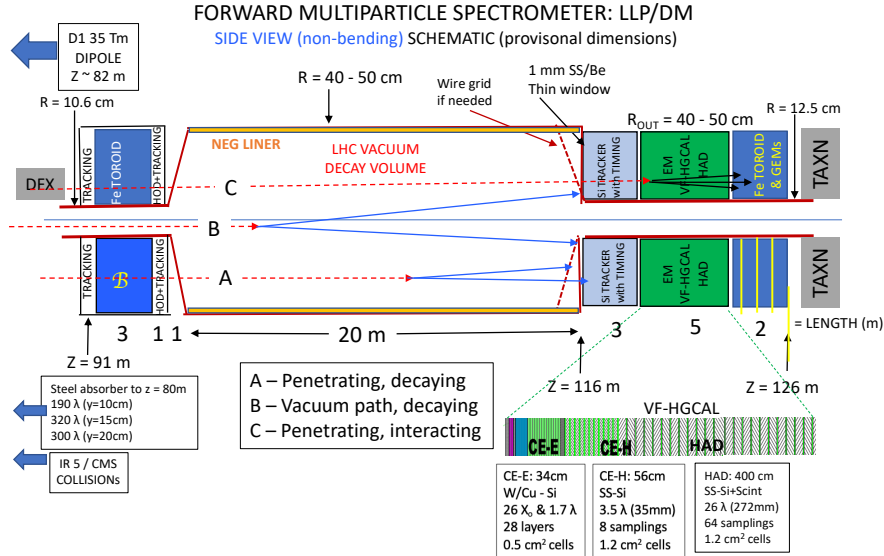 FORWARD MULTIPARTICLE SPECTROMETER: LLP/DM
SIDE VIEW (non-bending) SCHEMATIC (provisonal dimensions)
D1 35 Tm
DIPOLE
Z ~ 82 m
R = 10.6 cm
R = 40 - 50 cm
Wire grid
if needed
1 mm SS/Be
Thin window
R_OUT = 40 - 50 cm
R = 12.5 cm
DFX
TRACKING
Fe TOROID
HOD+TRACKING
NEG LINER
LHC VACUUM
DECAY VOLUME
C
Si TRACKER
with TIMING
EM
VF-HGCAL
HAD
Fe TOROID
& GEMs
TAXN
B
TRACKING
ℬ
HOD+TRACKING
A
Si TRACKER
with TIMING
EM
VF-HGCAL
HAD
TAXN
3
1
1
20 m
3
5
2
= LENGTH (m)
Z = 91 m
Z = 116 m
Z = 126 m
Steel absorber to z = 80m
190 λ (y=10cm)
320 λ (y=15cm)
300 λ (y=20cm)
IR 5 / CMS
COLLISIONS
A – Penetrating, decaying
B – Vacuum path, decaying
C – Penetrating, interacting
VF-HGCAL
CE-E
CE-H
HAD
CE-E: 34cm
W/Cu - Si
26 X₀ & 1.7 λ
28 layers
0.5 cm² cells
CE-H: 56cm
SS-Si
3.5 λ (35mm)
8 samplings
1.2 cm² cells
HAD: 400 cm
SS-Si+Scint
26 λ (272mm)
64 samplings
1.2 cm² cells